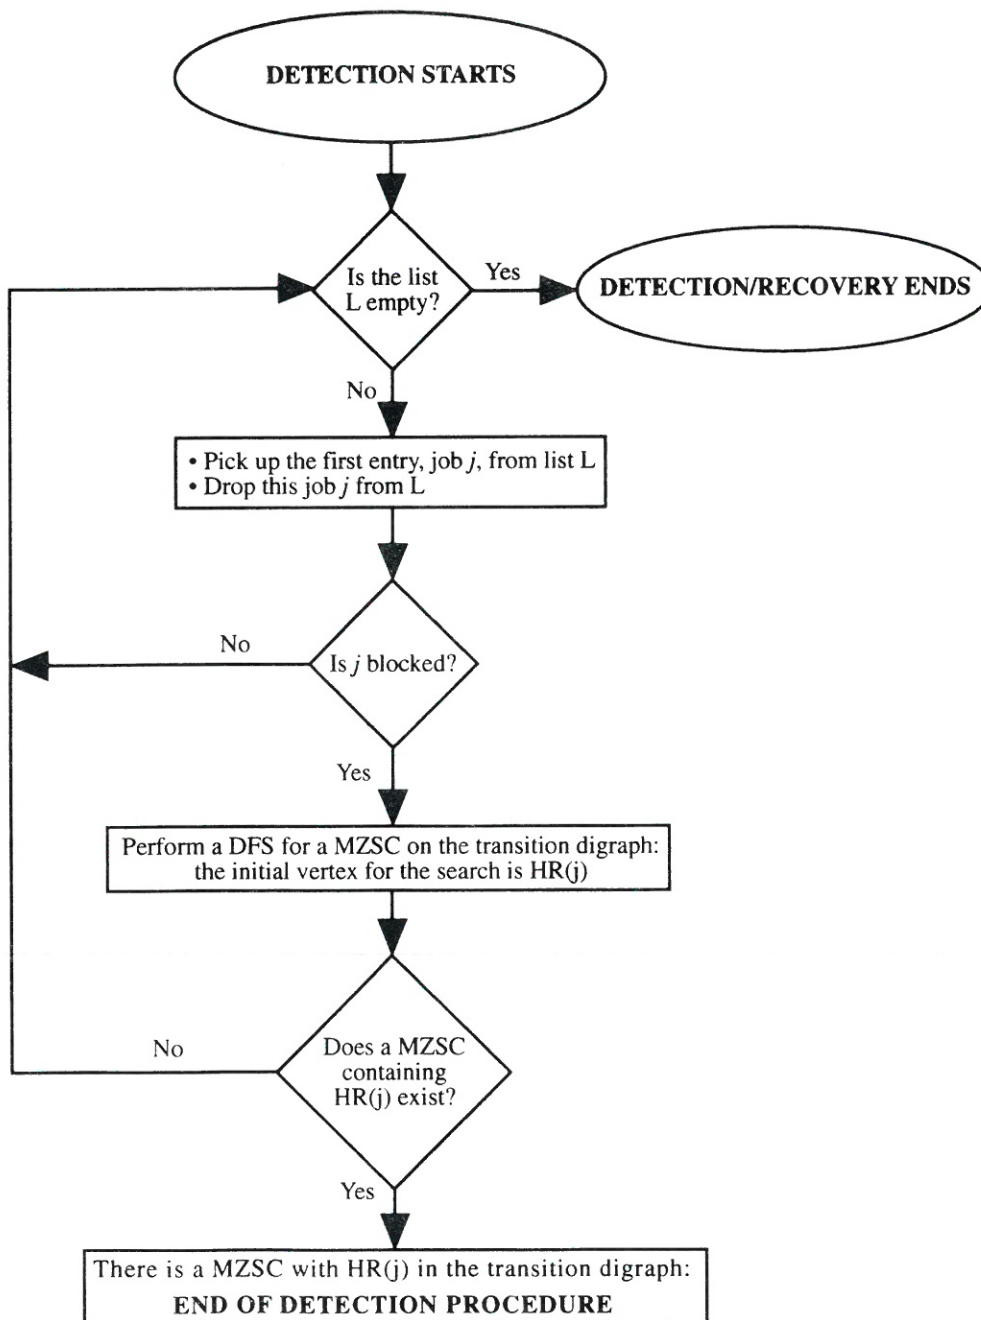 DETECTION STARTS
Is the list
L empty?
Yes
DETECTION/RECOVERY ENDS
No
• Pick up the first entry, job j, from list L
• Drop this job j from L
No
Is j blocked?
Yes
Perform a DFS for a MZSC on the transition digraph:
the initial vertex for the search is HR(j)
No
Does a MZSC
containing
HR(j) exist?
Yes
There is a MZSC with HR(j) in the transition digraph:
END OF DETECTION PROCEDURE